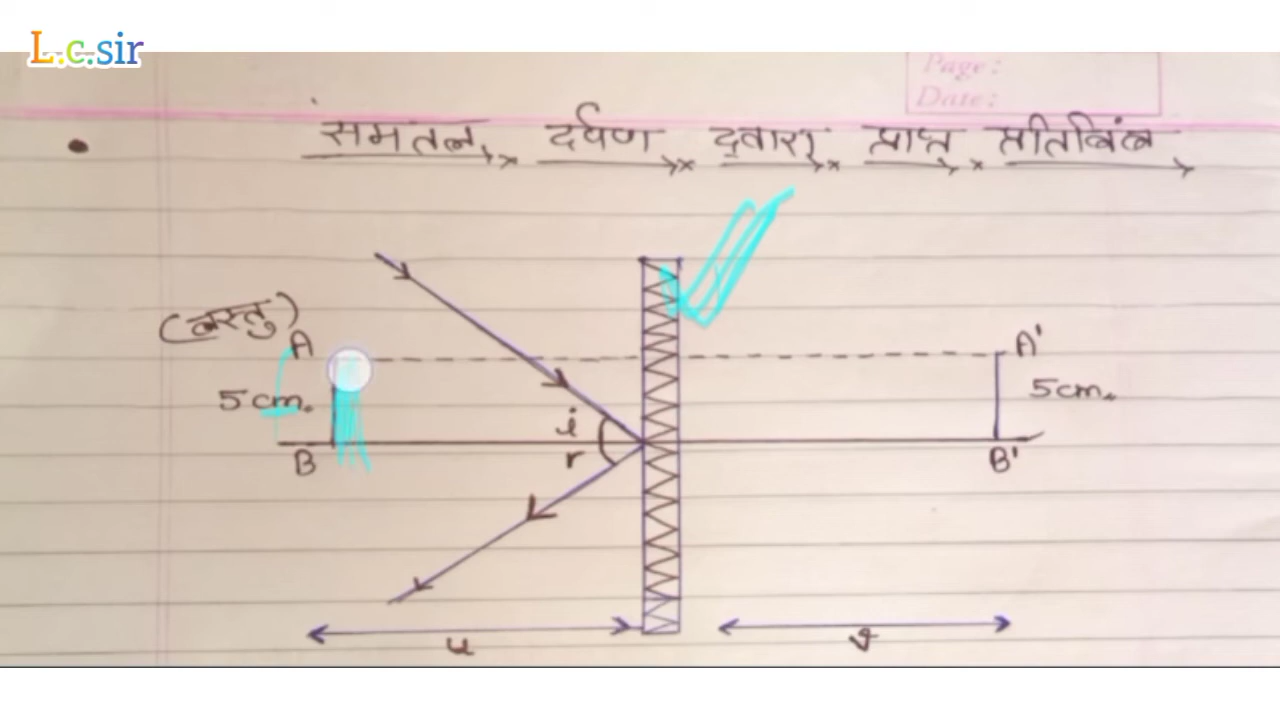 L.c.sir
Page:
Date:
समतल दर्पण द्वारा प्राप्त प्रतिबिंब
(वस्तु)
A
A'
5cm.
5cm.
i
r
B
B'
u
v